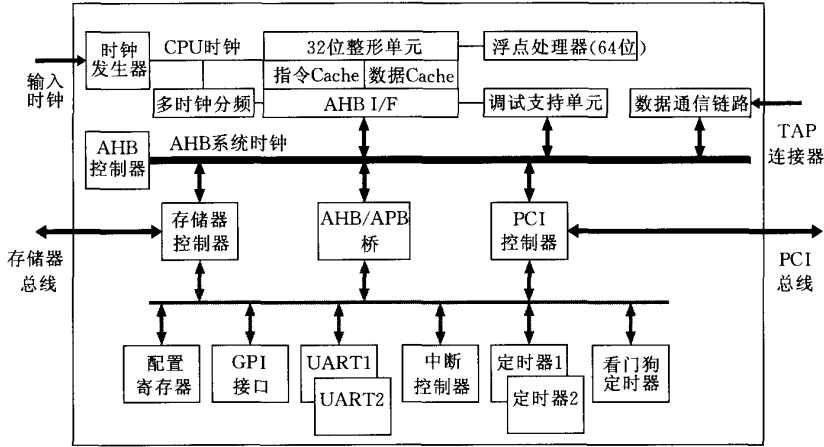 时钟
发生器
CPU时钟
32位整形单元
浮点处理器(64位)
指令Cache
数据Cache
输入
时钟
多时钟分频
AHB I/F
调试支持单元
数据通信链路
TAP
连接器
AHB
控制器
AHB系统时钟
存储器
控制器
AHB/APB
桥
PCI
控制器
存储器
总线
PCI
总线
配置
寄存器
GPI
接口
UART1
UART2
中断
控制器
定时器1
定时器2
看门狗
定时器